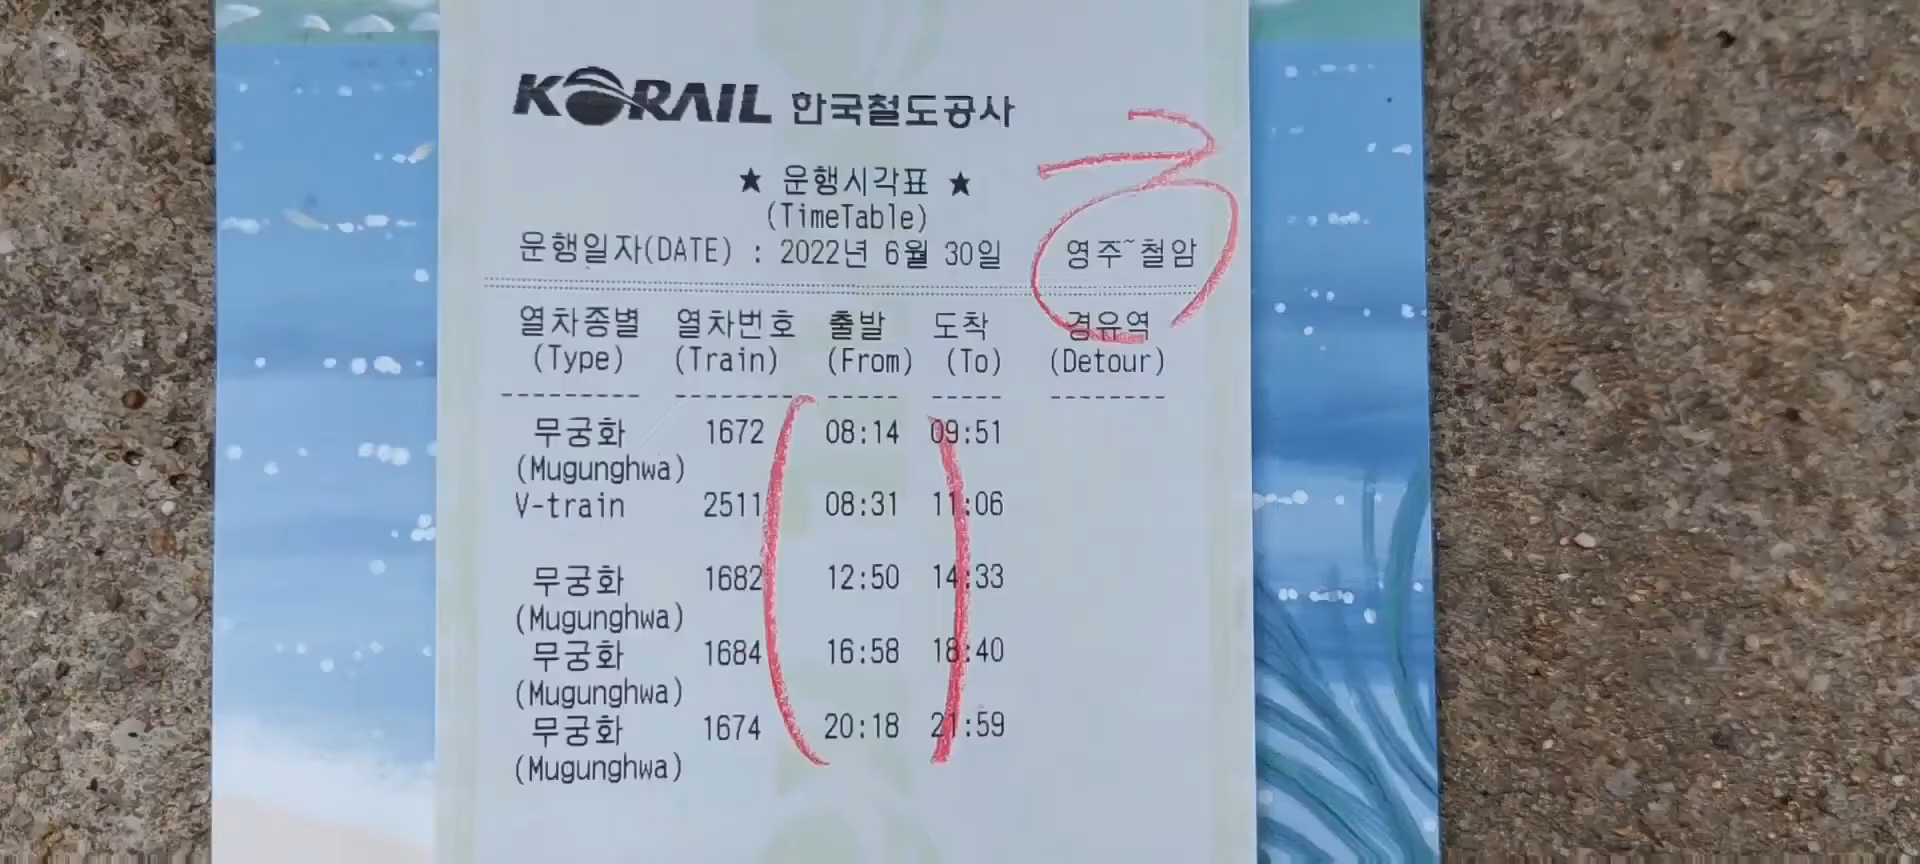 KORAIL 한국철도공사
★ 운행시각표 ★
(TimeTable)
운행일자(DATE) : 2022년 6월 30일 영주~철암
열차종별 열차번호 출발 도착 경유역
(Type) (Train) (From) (To) (Detour)
무궁화 1672 08:14 09:51
(Mugunghwa)
V-train 2511 08:31 11:06
무궁화 1682 12:50 14:33
(Mugunghwa)
무궁화 1684 16:58 18:40
(Mugunghwa)
무궁화 1674 20:18 21:59
(Mugunghwa)